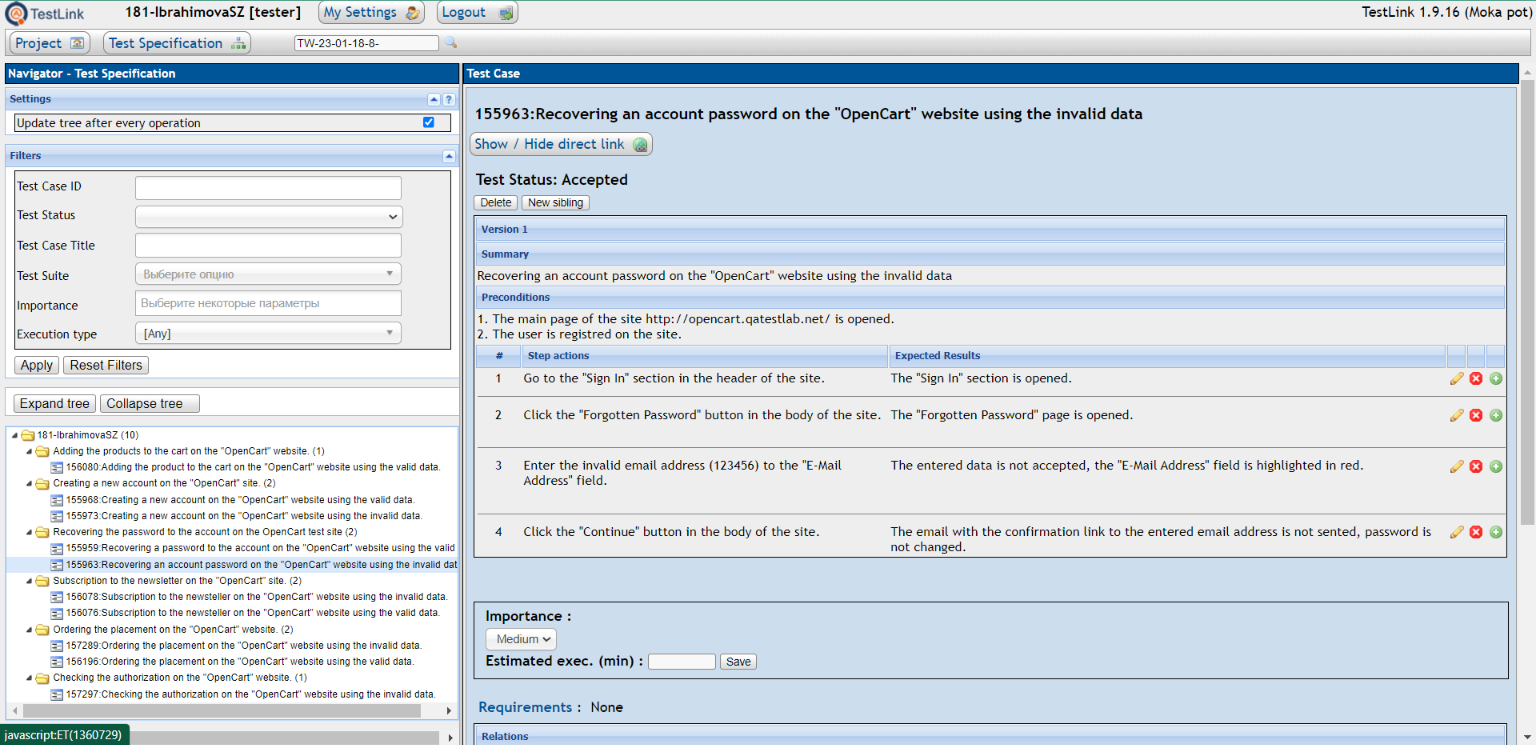 TestLink 181-IbrahimovaSZ [tester] My Settings Logout TestLink 1.9.16 (Moka pot)
Project Test Specification TW-23-01-18-8-
Navigator - Test Specification
Settings
?
Update tree after every operation
Filters
Test Case ID
Test Status
Test Case Title
Test Suite Выберите опцию
Importance Выберите некоторые параметры
Execution type [Any]
Apply Reset Filters
Expand tree Collapse tree
181-IbrahimovaSZ (10)
Adding the products to the cart on the "OpenCart" website. (1)
156080:Adding the product to the cart on the "OpenCart" website using the valid data.
Creating a new account on the "OpenCart" site. (2)
155968:Creating a new account on the "OpenCart" website using the valid data.
155973:Creating a new account on the "OpenCart" website using the invalid data.
Recovering the password to the account on the OpenCart test site (2)
155959:Recovering a password to the account on the "OpenCart" website using the valid
155963:Recovering an account password on the "OpenCart" website using the invalid dat
Subscription to the newsletter on the "OpenCart" site. (2)
156078:Subscription to the newsteller on the "OpenCart" website using the invalid data.
156076:Subscription to the newsteller on the "OpenCart" website using the valid data.
Ordering the placement on the "OpenCart" website. (2)
157289:Ordering the placement on the "OpenCart" website using the invalid data.
156196:Ordering the placement on the "OpenCart" website using the valid data.
Checking the authorization on the "OpenCart" website. (1)
157297:Checking the authorization on the "OpenCart" website using the invalid data.
javascript:ET(1360729)
Test Case
155963:Recovering an account password on the "OpenCart" website using the invalid data
Show / Hide direct link
Test Status: Accepted
Delete New sibling
Version 1
Summary
Recovering an account password on the "OpenCart" website using the invalid data
Preconditions
1. The main page of the site http://opencart.qatestlab.net/ is opened.
2. The user is registred on the site.
# Step actions Expected Results
1 Go to the "Sign In" section in the header of the site. The "Sign In" section is opened.
2 Click the "Forgotten Password" button in the body of the site. The "Forgotten Password" page is opened.
3 Enter the invalid email address (123456) to the "E-Mail The entered data is not accepted, the "E-Mail Address" field is highlighted in red.
Address" field.
4 Click the "Continue" button in the body of the site. The email with the confirmation link to the entered email address is not sented, password is
not changed.
Importance :
Medium
Estimated exec. (min) : Save
Requirements : None
Relations